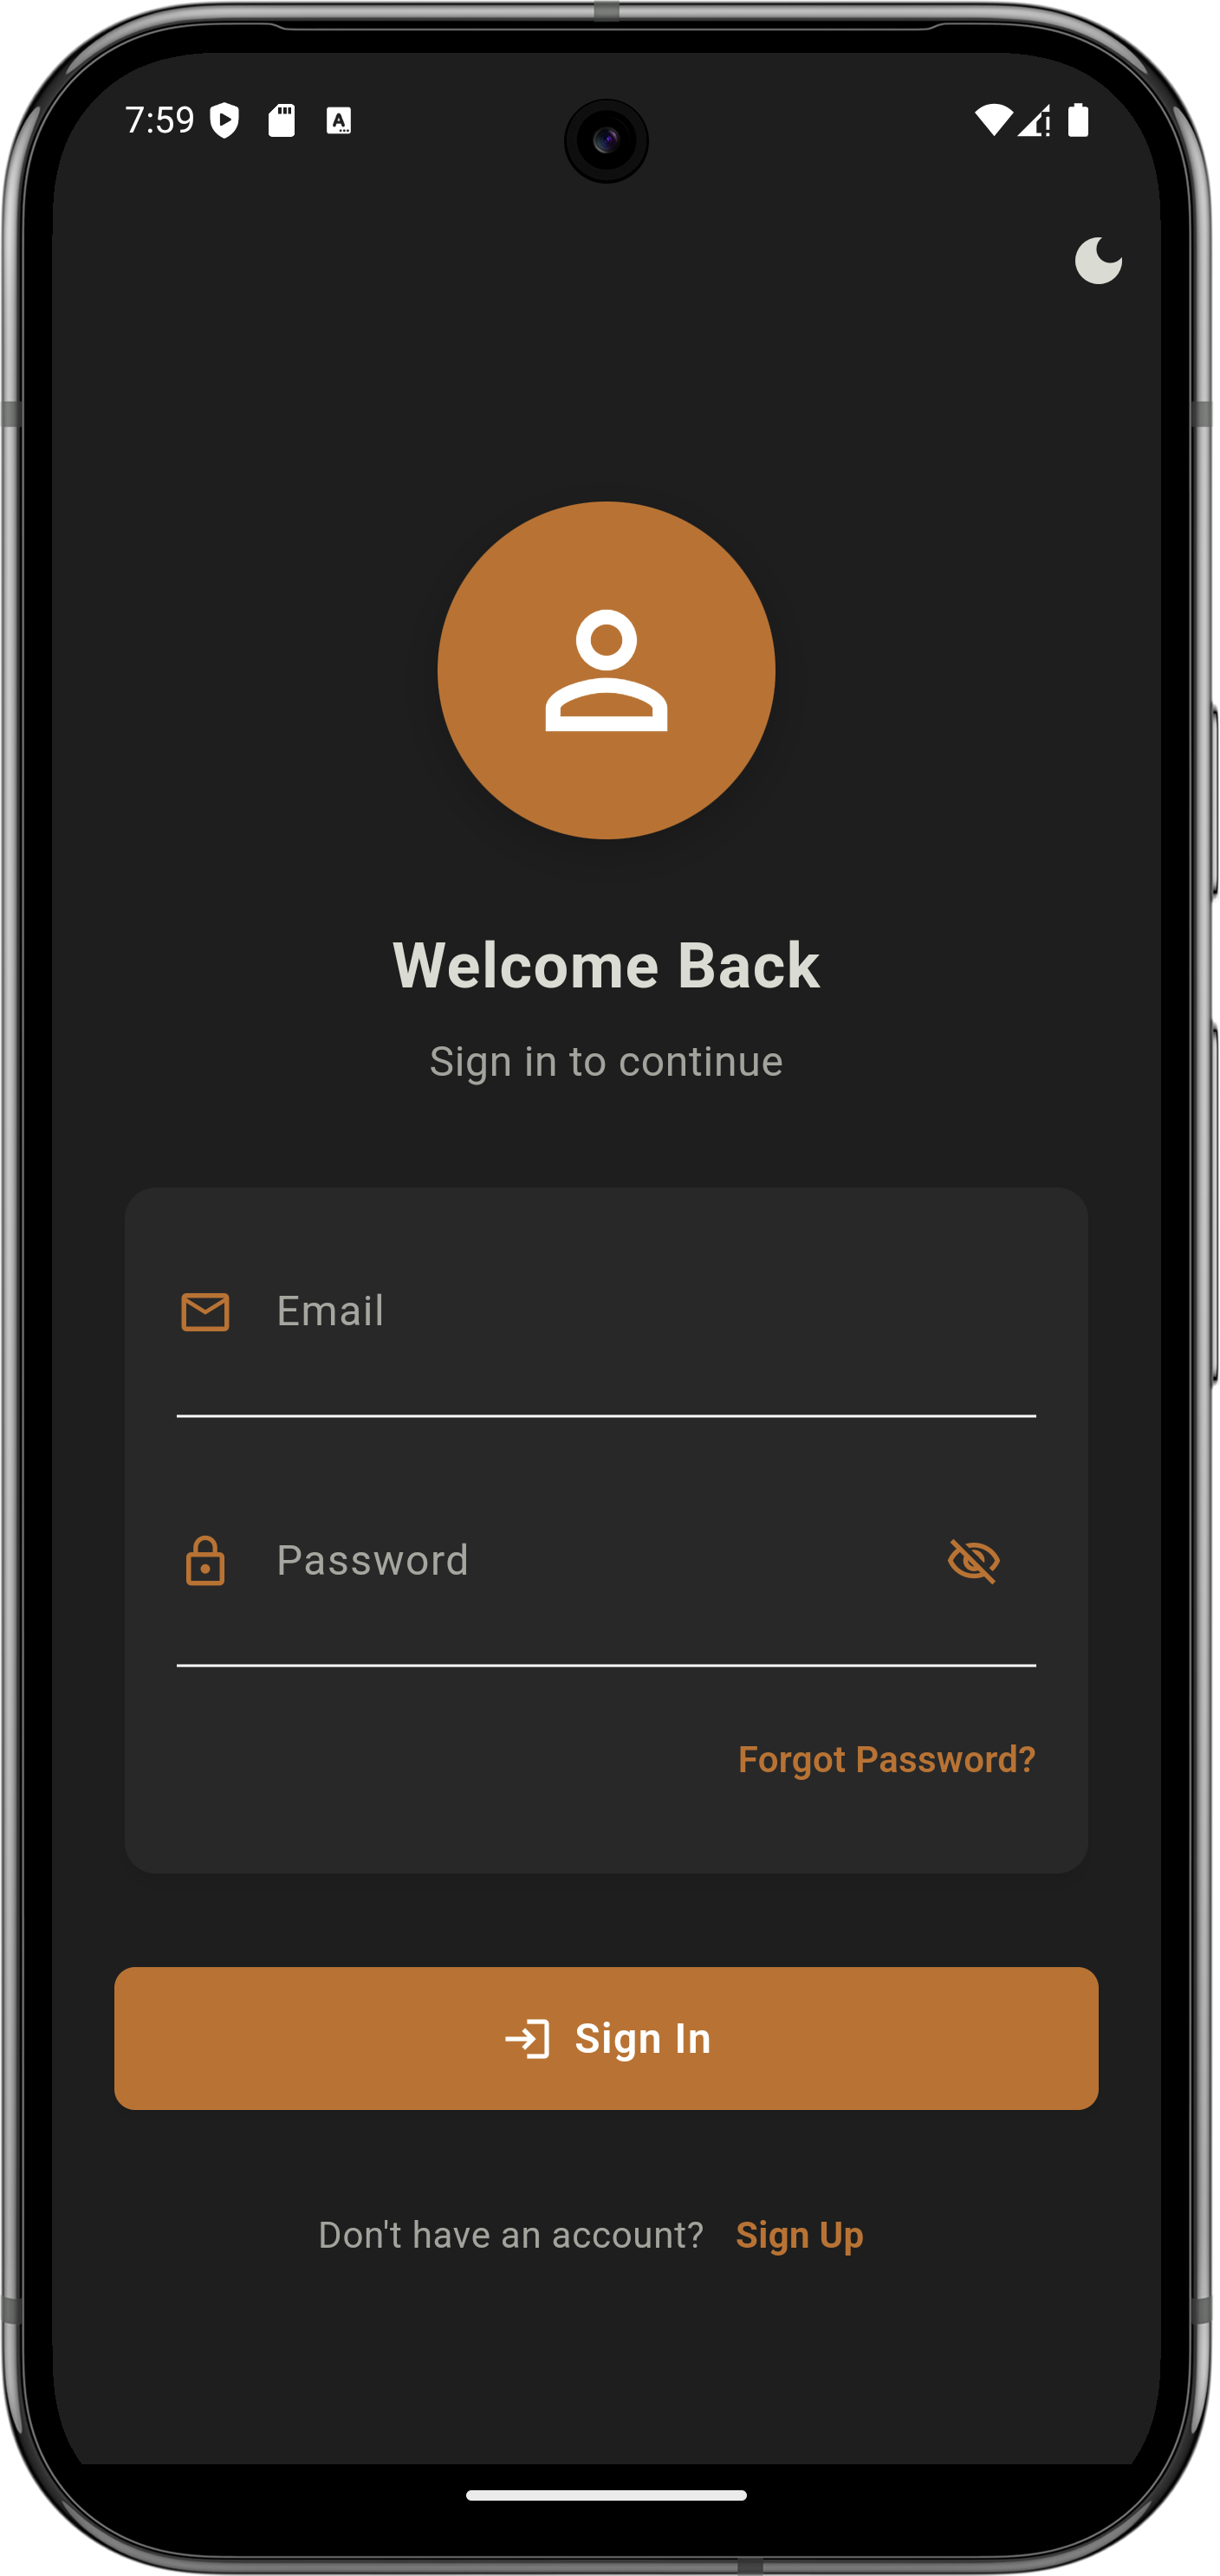 7:59
Welcome Back
Sign in to continue
Email
Password
Forgot Password?
Sign In
Don't have an account? Sign Up